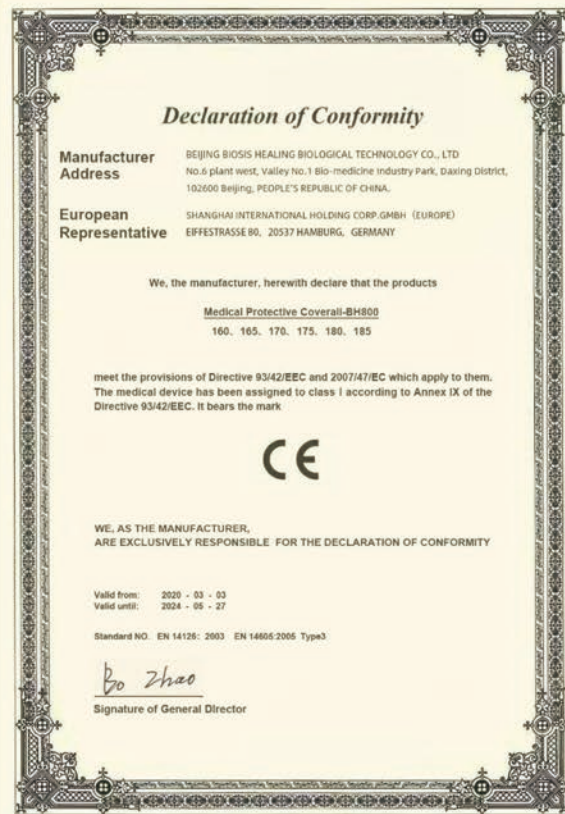 Declaration of Conformity
Manufacturer
Address
BEIJING BIOSIS HEALING BIOLOGICAL TECHNOLOGY CO., LTD
No.6 plant west, Valley No.1 Bio-medicine Industry Park, Daxing District,
102600 Beijing, PEOPLE'S REPUBLIC OF CHINA.
European
Representative
SHANGHAI INTERNATIONAL HOLDING CORP.GMBH (EUROPE)
EIFFESTRASSE 80, 20537 HAMBURG, GERMANY
We, the manufacturer, herewith declare that the products
Medical Protective Coverall-BH800
160. 165. 170. 175. 180. 185
meet the provisions of Directive 93/42/EEC and 2007/47/EC which apply to them.
The medical device has been assigned to class I according to Annex IX of the
Directive 93/42/EEC. It bears the mark
CE
WE, AS THE MANUFACTURER,
ARE EXCLUSIVELY RESPONSIBLE FOR THE DECLARATION OF CONFORMITY
Valid from: 2020 - 03 - 03
Valid until: 2024 - 05 - 27
Standard NO. EN 14126: 2003 EN 14605:2005 Type3
Bo Zhao
Signature of General Director